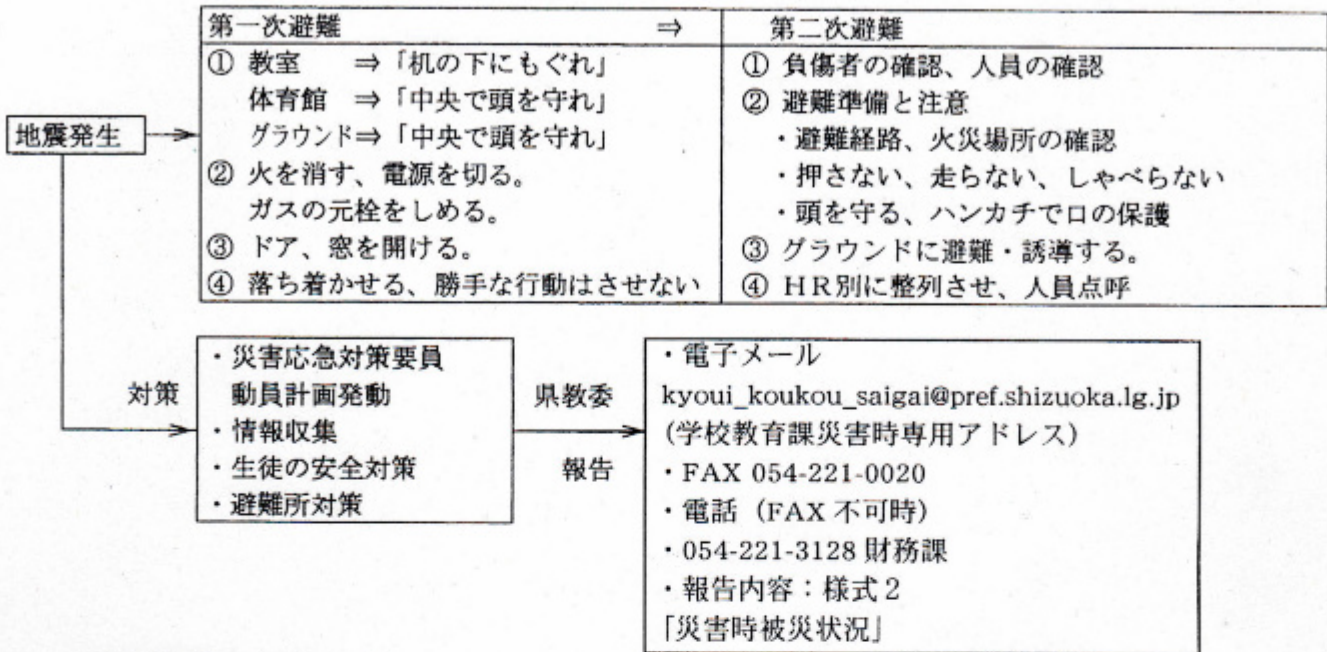 地震発生
第一次避難 ⇒
① 教室 ⇒「机の下にもぐれ」
体育館 ⇒「中央で頭を守れ」
グラウンド⇒「中央で頭を守れ」
② 火を消す、電源を切る。
ガスの元栓をしめる。
③ ドア、窓を開ける。
④ 落ち着かせる、勝手な行動はさせない
第二次避難
① 負傷者の確認、人員の確認
② 避難準備と注意
・避難経路、火災場所の確認
・押さない、走らない、しゃべらない
・頭を守る、ハンカチで口の保護
③ グラウンドに避難・誘導する。
④ HR別に整列させ、人員点呼
対策
・災害応急対策要員
動員計画発動
・情報収集
・生徒の安全対策
・避難所対策
県教委
報告
・電子メール
kyoui_koukou_saigai@pref.shizuoka.lg.jp
(学校教育課災害時専用アドレス)
・FAX 054-221-0020
・電話（FAX 不可時）
・054-221-3128 財務課
・報告内容：様式２
「災害時被災状況」